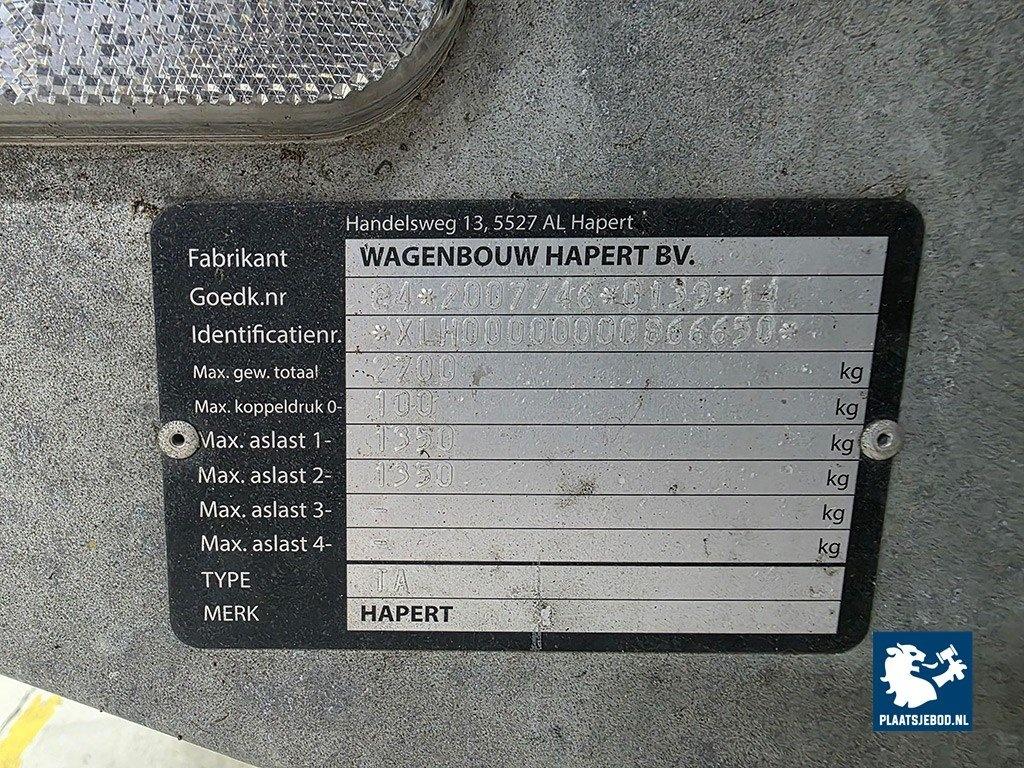 Handelsweg 13, 5527 AL Hapert
Fabrikant WAGENBOUW HAPERT BV.
Goedk.nr e4*2007/46*0139*14
Identificatienr. *XLH00000000866650*
Max. gew. totaal 2700 kg
Max. koppeldruk 0- 100 kg
Max. aslast 1- 1350 kg
Max. aslast 2- 1350 kg
Max. aslast 3- - kg
Max. aslast 4- - kg
TYPE IA
MERK HAPERT
PLAATSJEBOD.NL